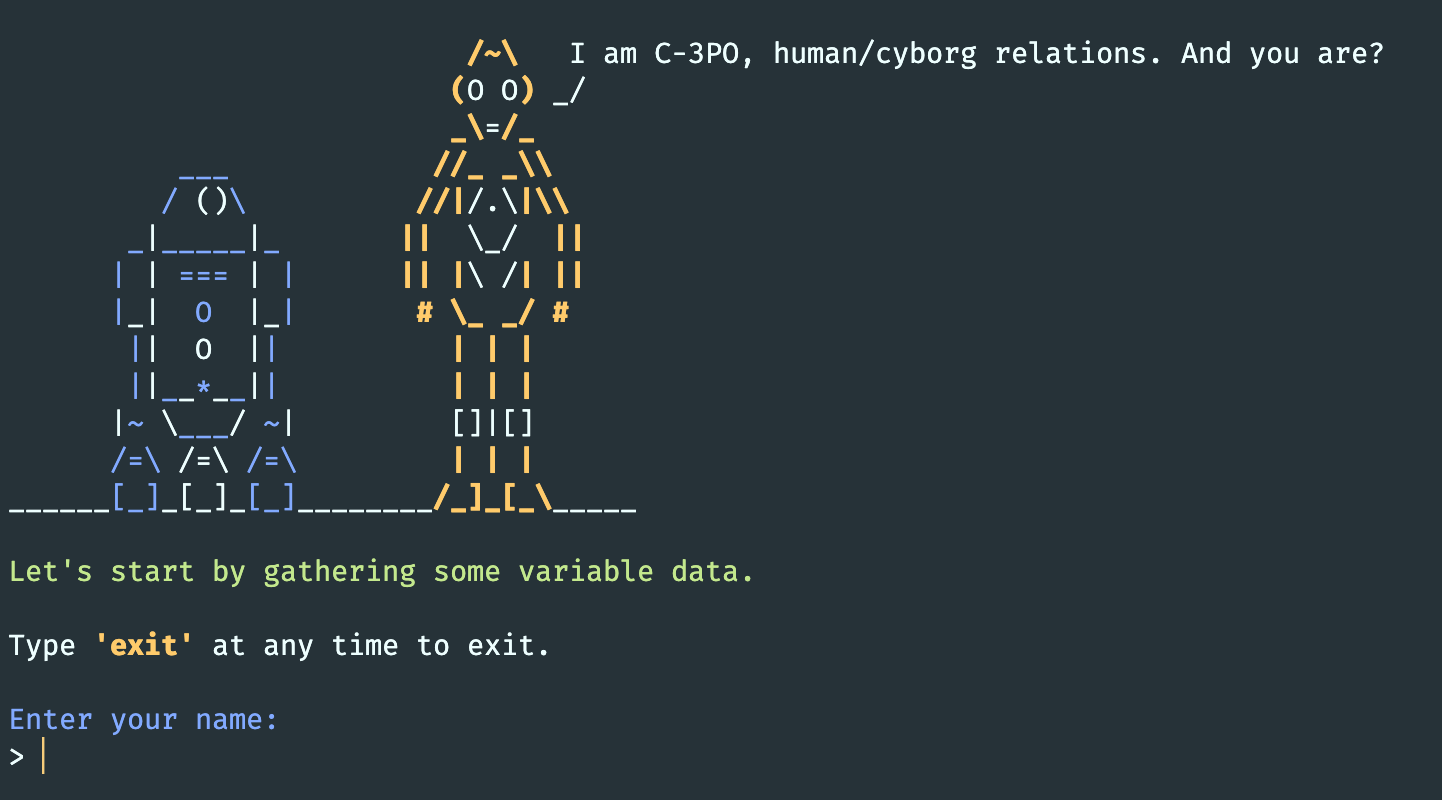 I am C-3PO, human/cyborg relations. And you are?
Let's start by gathering some variable data.
Type 'exit' at any time to exit.
Enter your name:
>